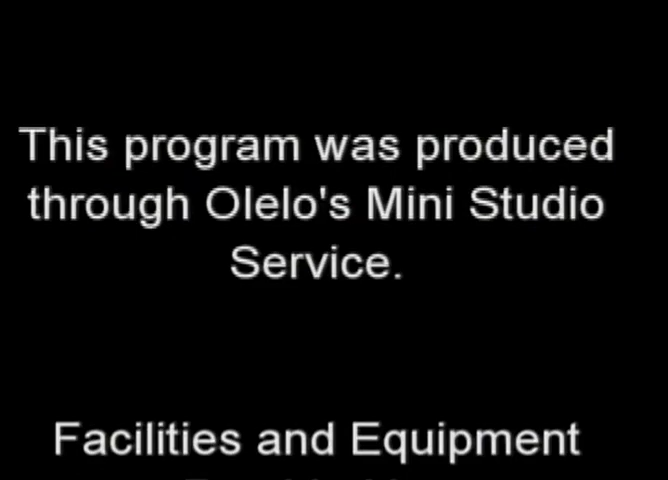 This program was produced
through Olelo's Mini Studio
Service.
Facilities and Equipment